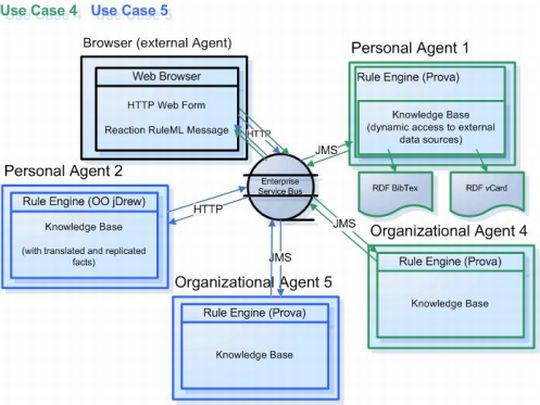 Use Case 4 Use Case 5
Browser (external Agent)
Web Browser
HTTP Web Form
Reaction RuleML Message
HTTP
Personal Agent 1
Rule Engine (Prova)
Knowledge Base
(dynamic access to external
data sources)
JMS
RDF BibTex
RDF vCard
Enterprise
Service Bus
Personal Agent 2
Rule Engine (OO jDrew)
Knowledge Base
(with translated and replicated
facts)
HTTP
JMS
Organizational Agent 4
Rule Engine (Prova)
Knowledge Base
JMS
Organizational Agent 5
Rule Engine (Prova)
Knowledge Base